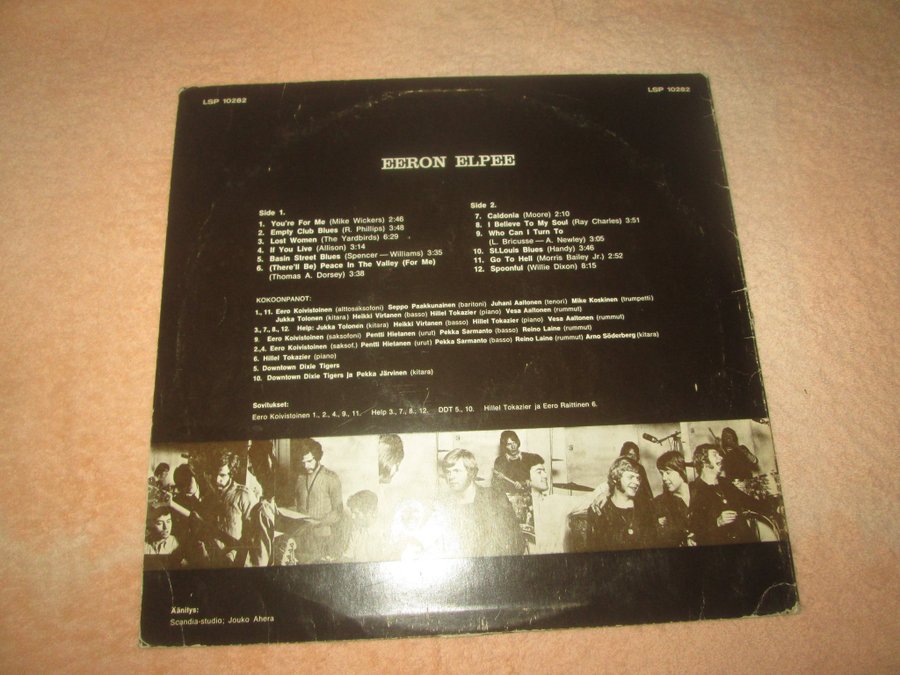 LSP 10282
LSP 10282
EERON ELPEE
Side 1.
1. You're For Me (Mike Wickers) 2:46
2. Empty Club Blues (R. Phillips) 3:48
3. Lost Women (The Yardbirds) 6:29
4. If You Live (Allison) 3:14
5. Basin Street Blues (Spencer — Williams) 3:35
6. (There'll Be) Peace In The Valley (For Me)
(Thomas A. Dorsey) 3:38
Side 2.
7. Caldonia (Moore) 2:10
8. I Believe To My Soul (Ray Charles) 3:51
9. Who Can I Turn To
(L. Bricusse — A. Newley) 3:05
10. St.Louis Blues (Handy) 3:46
11. Go To Hell (Morris Bailey Jr.) 2:52
12. Spoonful (Willie Dixon) 8:15
KOKOONPANOT:
1., 11. Eero Koivistoinen (alttosaksofoni) Seppo Paakkunainen (baritoni) Juhani Aaltonen (tenori) Mike Koskinen (trumpetti)
Jukka Tolonen (kitara) Heikki Virtanen (basso) Hillel Tokazier (piano) Vesa Aaltonen (rummut)
3., 7., 8., 12. Help: Jukka Tolonen (kitara) Heikki Virtanen (basso) Hillel Tokazier (piano), Vesa Aaltonen (rummut)
9. Eero Koivistoinen (saksofoni) Pentti Hietanen (urut) Pekka Sarmanto (basso) Reino Laine (rummut)
2.,4. Eero Koivistoinen (saksof.) Pentti Hietanen (urut) Pekka Sarmanto (basso) Reino Laine (rummut) Arno Söderberg (kitara)
6. Hillel Tokazier (piano)
5. Downtown Dixie Tigers
10. Downtown Dixie Tigers ja Pekka Järvinen (kitara)
Sovitukset:
Eero Koivistoinen 1., 2., 4., 9., 11. Help 3., 7., 8., 12. DDT 5., 10. Hillel Tokazier ja Eero Raittinen 6.
Äänitys:
Scandia-studio; Jouko Ahera